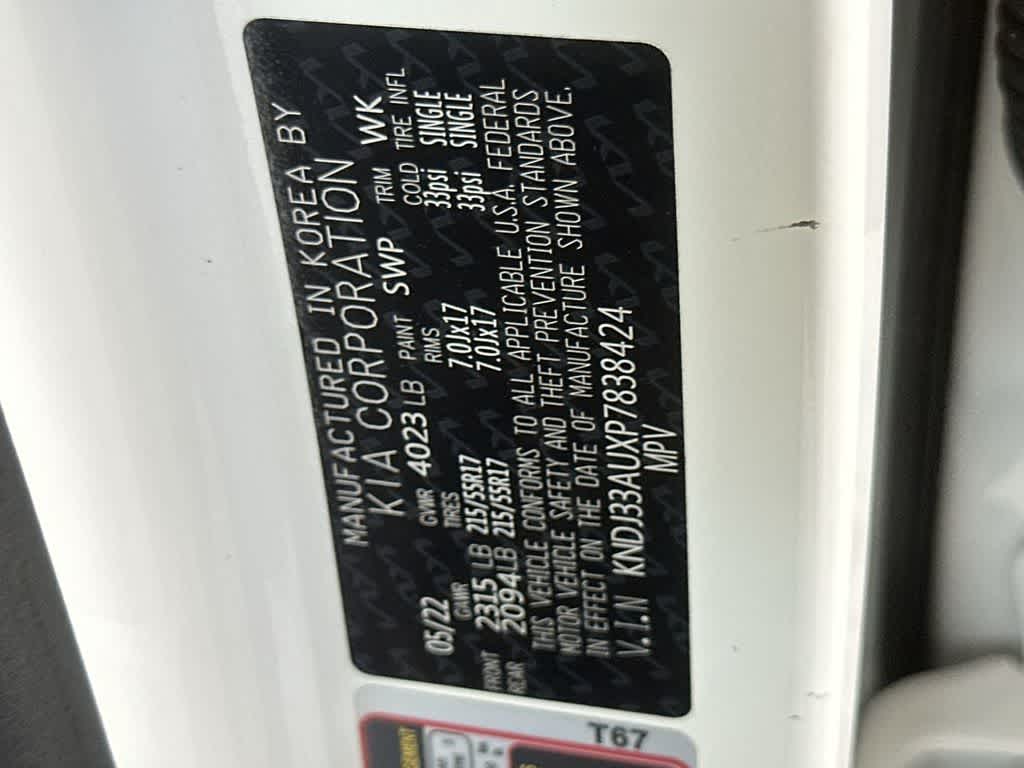 MANUFACTURED IN KOREA BY
KIA CORPORATION
05/22 GVWR 4023 LB PAINT SWP TRIM WK
GAWR TIRES RMS COLD TIRE INFL
FRONT 2315 LB 215/55R17 7.0Jx17 33psi SINGLE
REAR 2094 LB 215/55R17 7.0Jx17 33psi SINGLE
THIS VEHICLE CONFORMS TO ALL APPLICABLE U.S.A. FEDERAL
MOTOR VEHICLE SAFETY AND THEFT PREVENTION STANDARDS
IN EFFECT ON THE DATE OF MANUFACTURE SHOWN ABOVE.
V.I.N KNDJ33AUXP7838424
MPV
T67